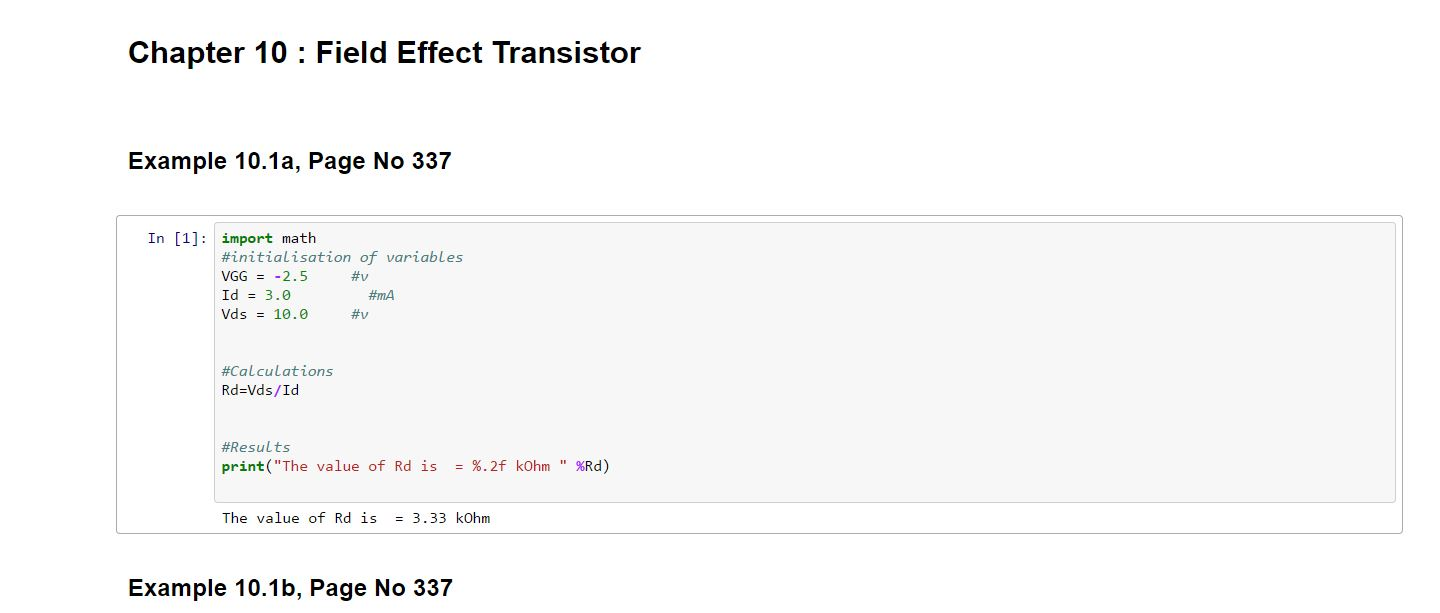 Chapter 10 : Field Effect Transistor
Example 10.1a, Page No 337
In [1]: import math
#initialisation of variables
VGG = -2.5     #v
Id = 3.0         #mA
Vds = 10.0     #v
#Calculations
Rd=Vds/Id
#Results
print("The value of Rd is  = %.2f kOhm " %Rd)
The value of Rd is  = 3.33 kOhm
Example 10.1b, Page No 337